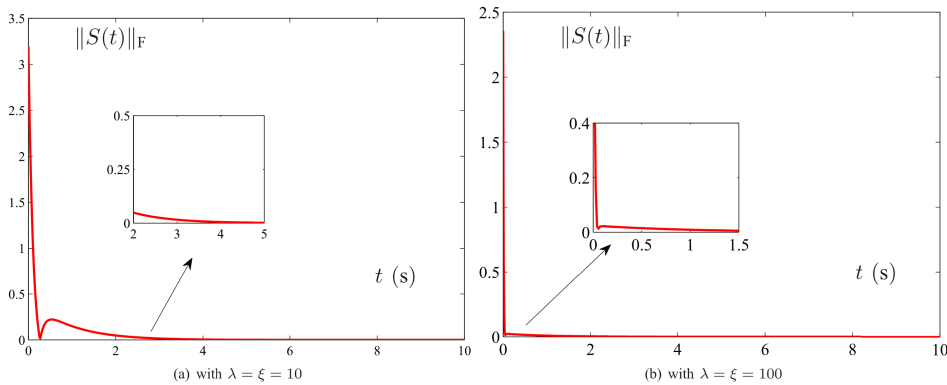 ‖S(t)‖F
3.5
3
2.5
2
1.5
1
0.5
0
0 2 4 6 8 10
0.5
0.25
0
2 3 4 5
t (s)
(a) with λ = ξ = 10
‖S(t)‖F
2.5
2
1.5
1
0.5
0
0 2 4 6 8 10
0.4
0.2
0
0 0.5 1 1.5
t (s)
(b) with λ = ξ = 100